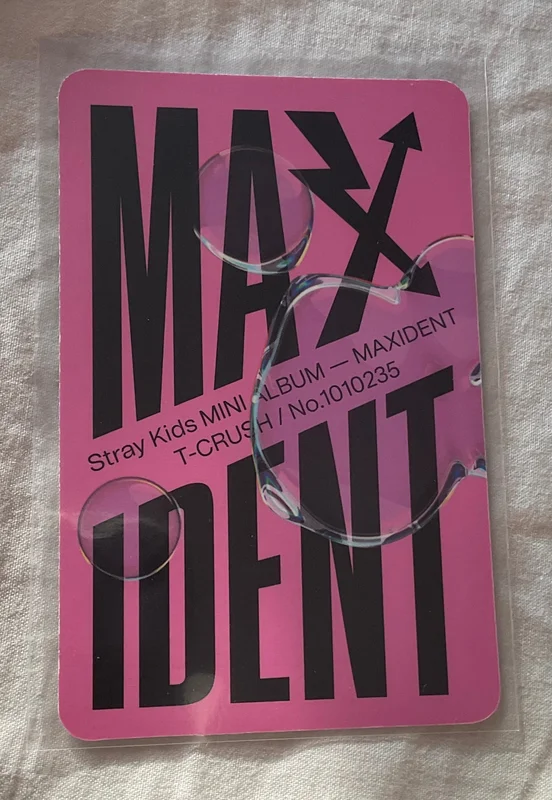 MAX
Stray Kids MINI ALBUM — MAXIDENT
T-CRUSH / No.1010235
IDENT